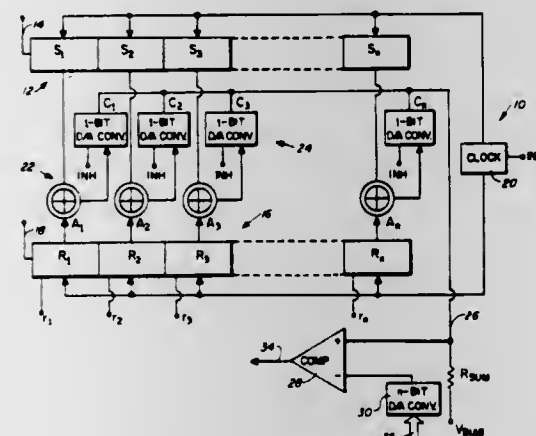 14
S1 S2 S3 Sn
12
C1 C2 C3 Cn
10
1-BIT D/A CONV. 1-BIT D/A CONV. 1-BIT D/A CONV. 1-BIT D/A CONV.
24
CLOCK
20
22
INH INH INH INH
A1 A2 A3 An
18
16
R1 R2 R3 Rn
r1 r2 r3 rn
26
34
COMP
+
-
28
RSUM
30
n-BIT
D/A CONV.
VBIAS